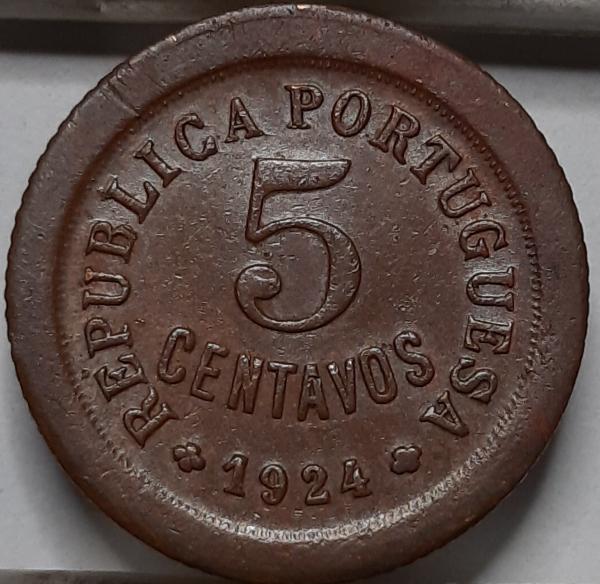 REPUBLICA PORTUGUESA
5
CENTAVOS
1924